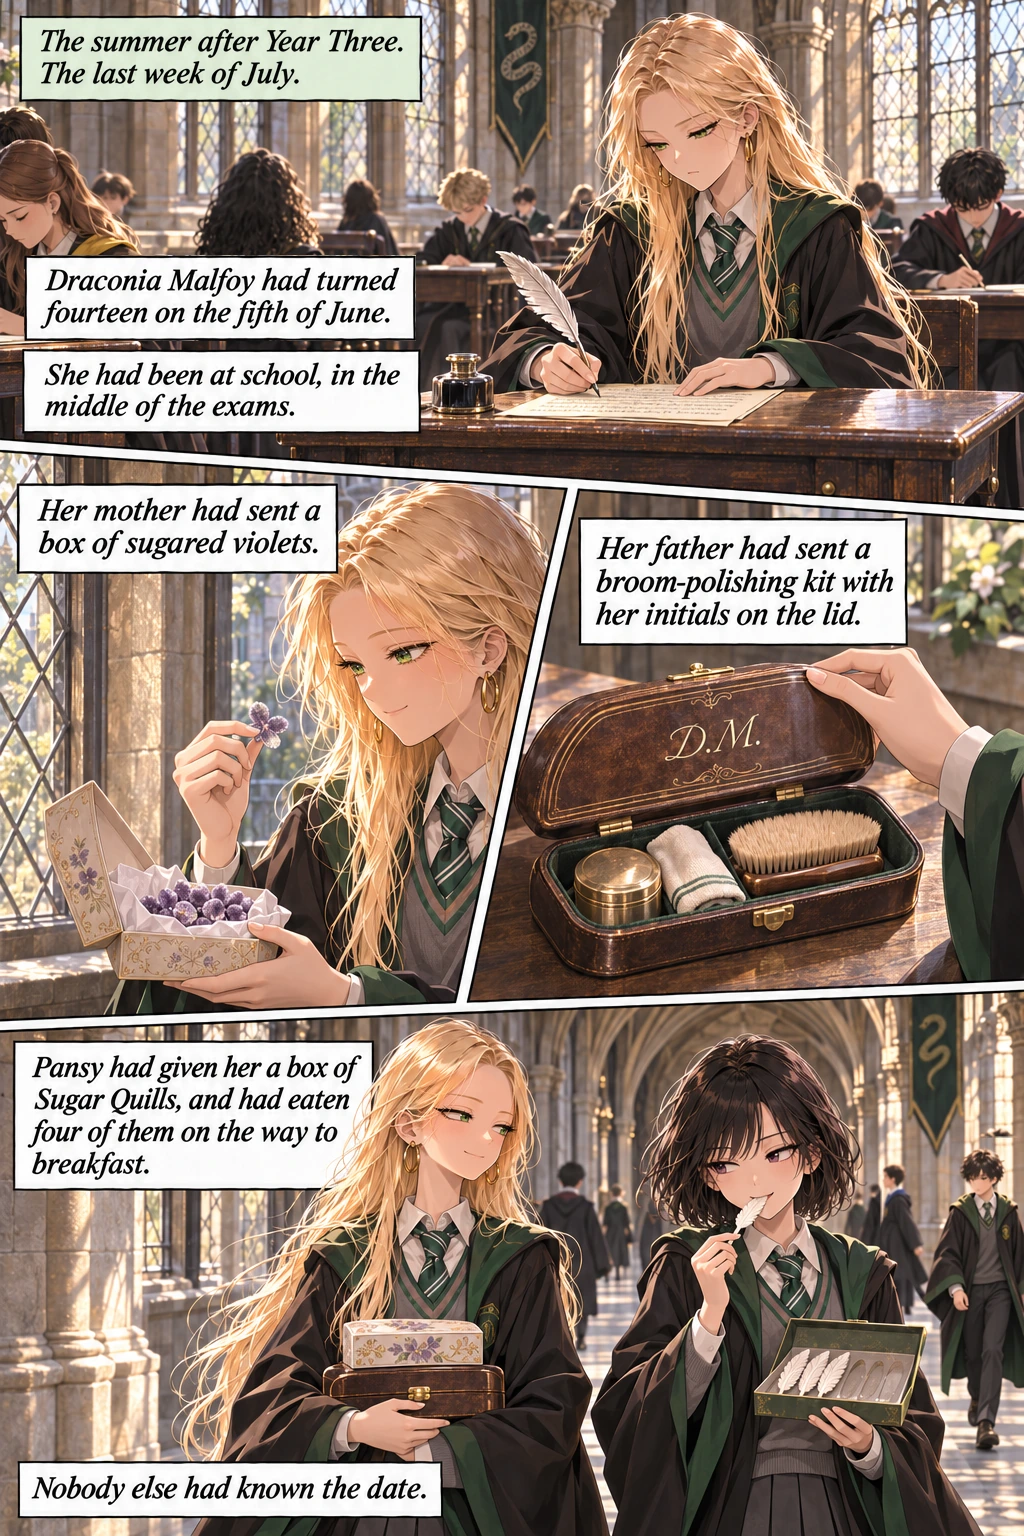 The summer after Year Three.
The last week of July.
Draconia Malfoy had turned
fourteen on the fifth of June.
She had been at school, in the
middle of the exams.
Her mother had sent a
box of sugared violets.
Her father had sent a
broom-polishing kit with
her initials on the lid.
D.M.
Pansy had given her a box of
Sugar Quills, and had eaten
four of them on the way to
breakfast.
Nobody else had known the date.